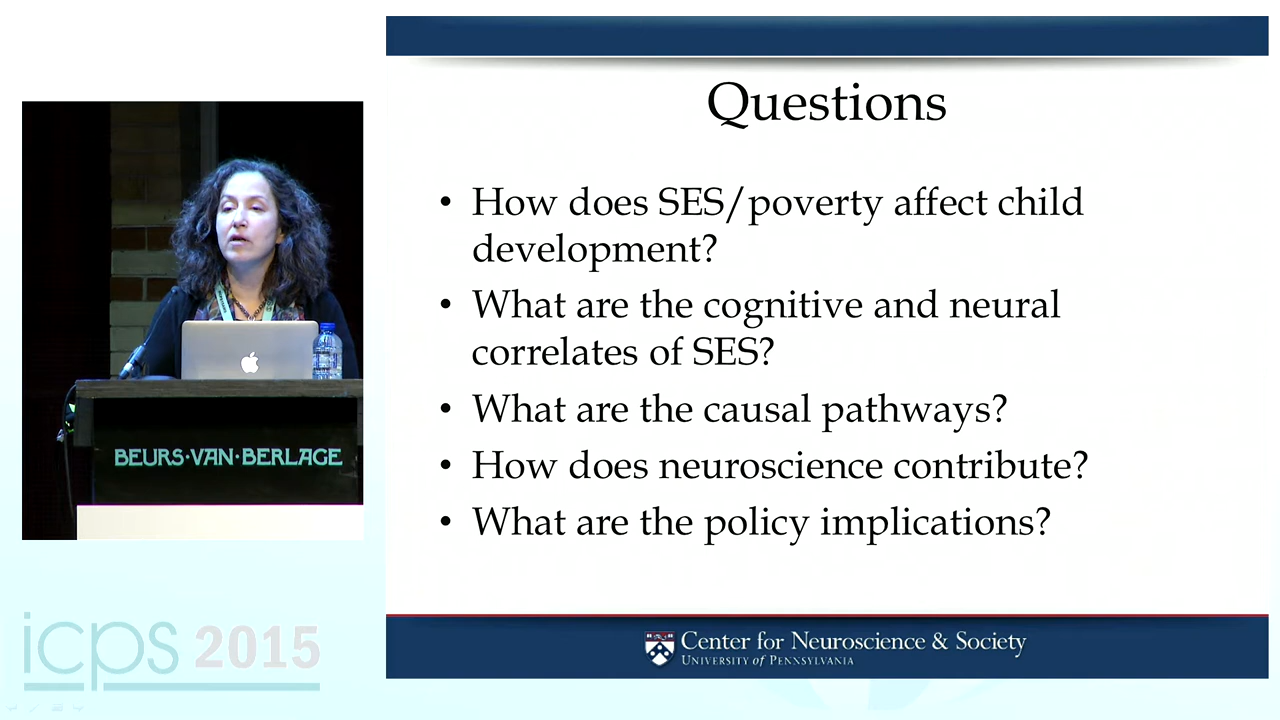 Questions
• How does SES/poverty affect child
development?
• What are the cognitive and neural
correlates of SES?
• What are the causal pathways?
• How does neuroscience contribute?
• What are the policy implications?
BEURS·VAN·BERLAGE
icps 2015
Center for Neuroscience & Society
UNIVERSITY of PENNSYLVANIA